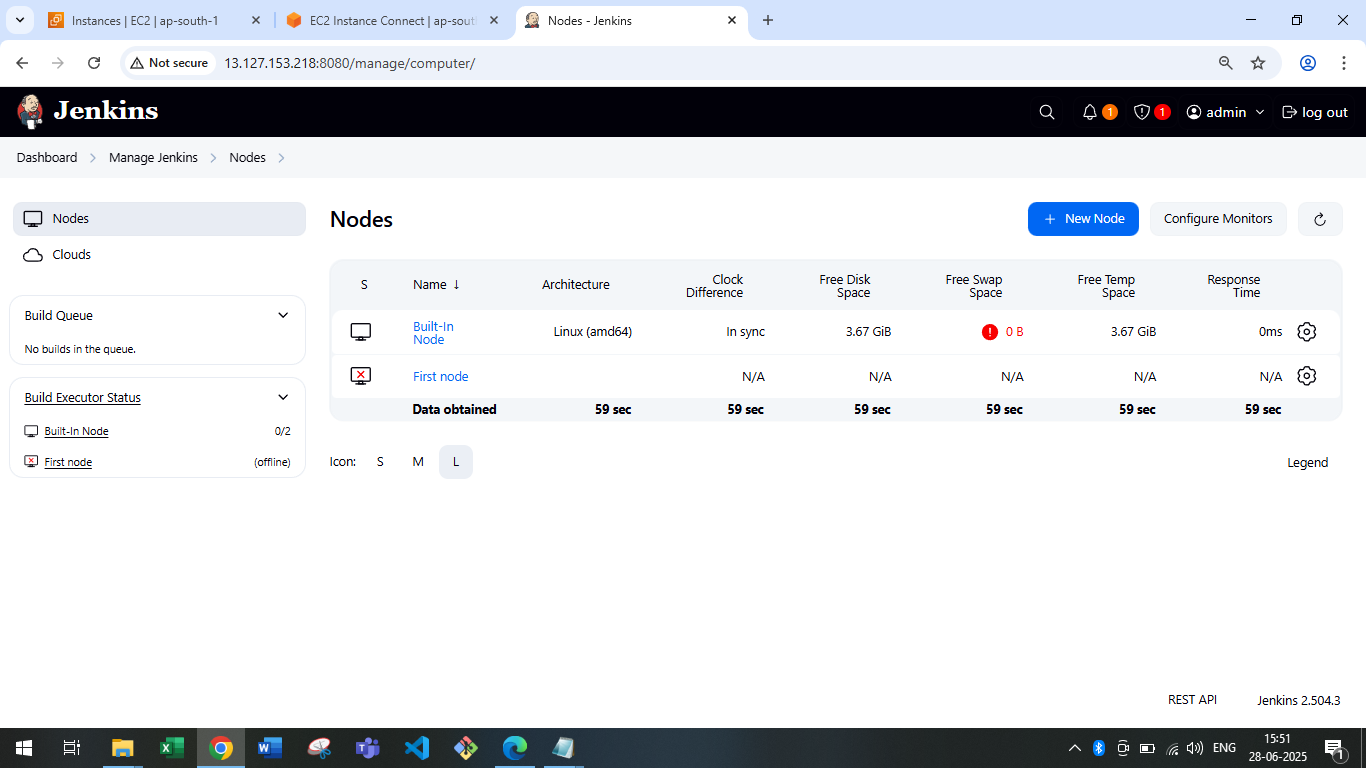 Instances | EC2 | ap-south-1
EC2 Instance Connect | ap-sout
Nodes - Jenkins
Not secure
13.127.153.218:8080/manage/computer/
Jenkins
1
1
admin
log out
Dashboard
Manage Jenkins
Nodes
Nodes
Clouds
Build Queue
No builds in the queue.
Build Executor Status
Built-In Node 0/2
First node (offline)
Nodes
+ New Node
Configure Monitors
S Name ↓ Architecture Clock Difference Free Disk Space Free Swap Space Free Temp Space Response Time
Built-In Node Linux (amd64) In sync 3.67 GiB 0 B 3.67 GiB 0ms
First node N/A N/A N/A N/A N/A
Data obtained 59 sec 59 sec 59 sec 59 sec 59 sec 59 sec
Icon: S M L
Legend
REST API
Jenkins 2.504.3
ENG
15:51
28-06-2025
1